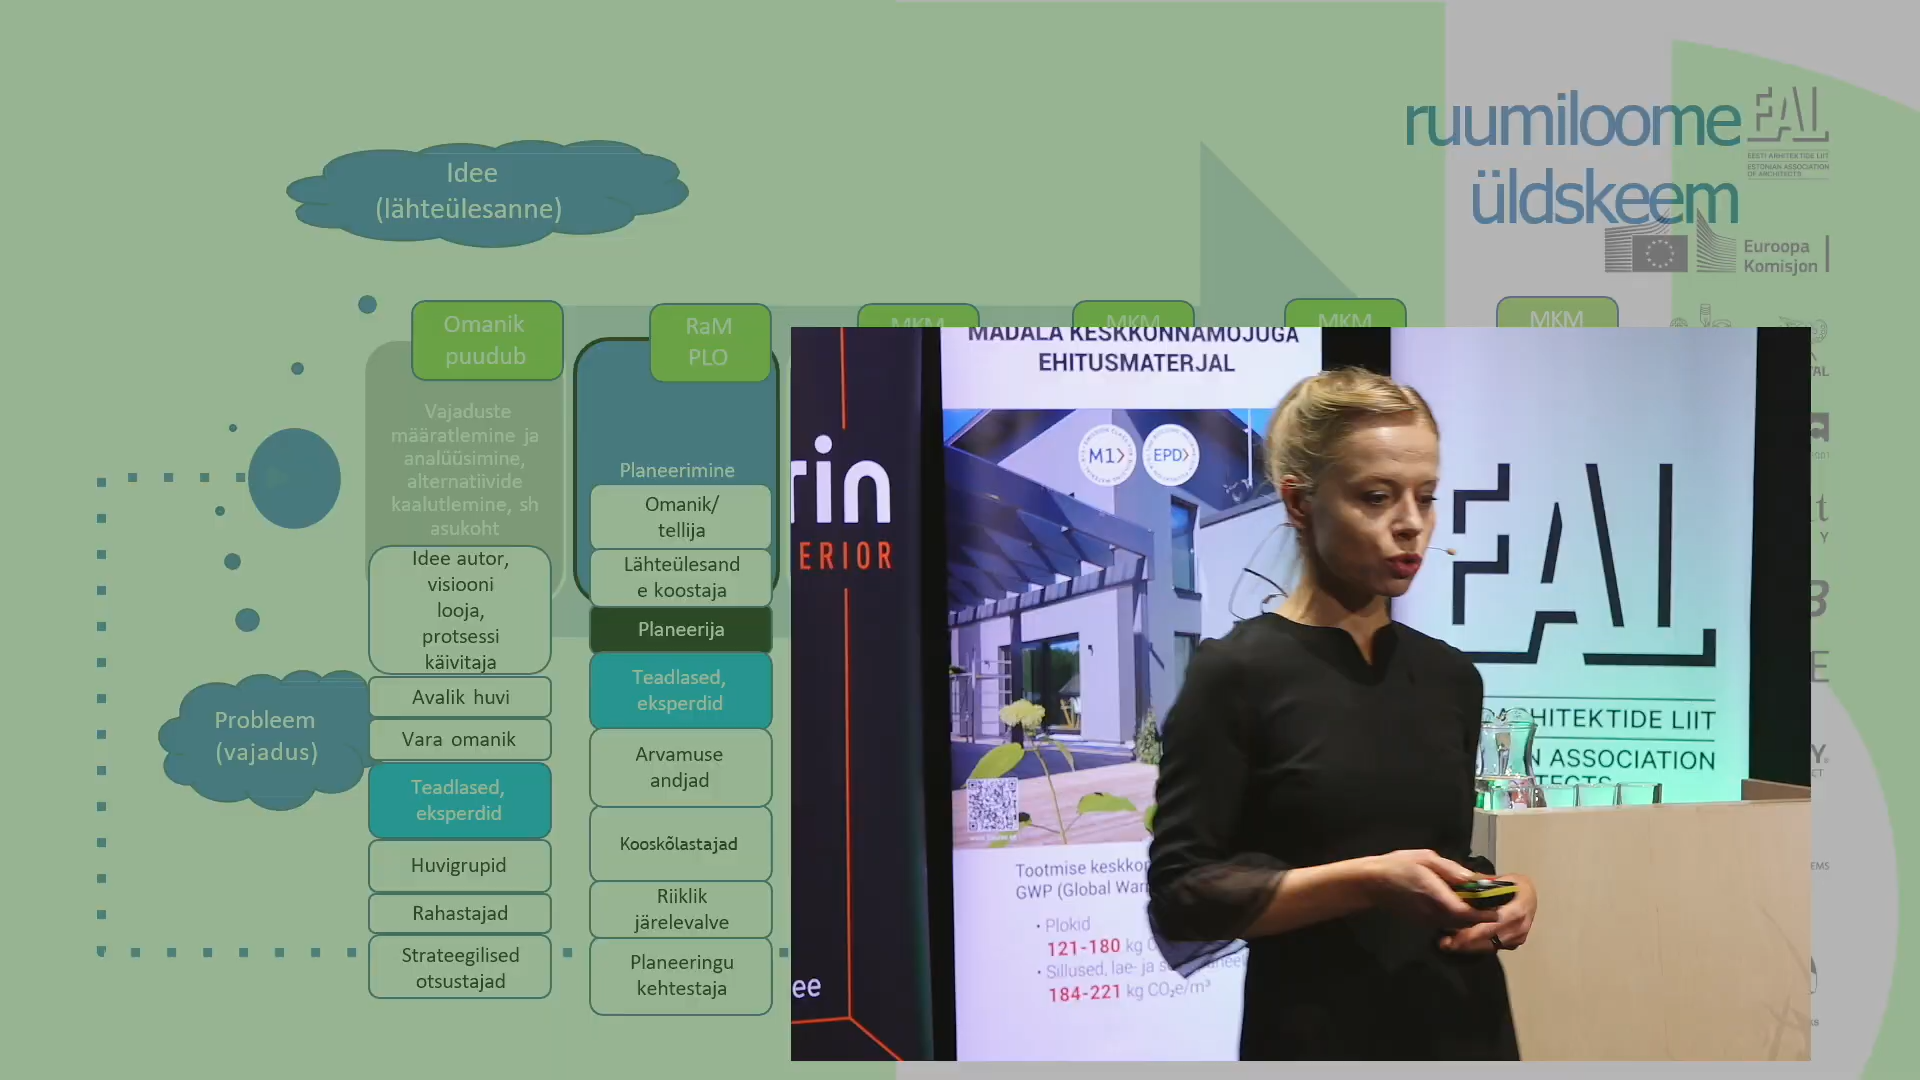 ruumiloome
üldskeem
EAL
EESTI ARHITEKTIDE LIIT
ESTONIAN ASSOCIATION
OF ARCHITECTS
Euroopa
Komisjon
Idee
(lähteülesanne)
Probleem
(vajadus)
Omanik
puudub
Vajaduste
määratlemine ja
analüüsimine,
alternatiivide
kaalutlemine, sh
asukoht
Idee autor,
visiooni
looja,
protsessi
käivitaja
Avalik huvi
Vara omanik
Teadlased,
eksperdid
Huvigrupid
Rahastajad
Strateegilised
otsustajad
RaM
PLO
Planeerimine
Omanik/
tellija
Lähteülesand
e koostaja
Planeerija
Teadlased,
eksperdid
Arvamuse
andjad
Kooskõlastajad
Riiklik
järelevalve
Planeeringu
kehtestaja
MKM
MKM
MKM
MKM
rin
ERIOR
ee
MADALA KESKKONNAMÕJUGA
EHITUSMATERJAL
M1
EPD
Tootmise keskko
GWP (Global War
• Plokid
121-180 kg
• Sillused, lae- ja
184-221 kg CO₂e/m³
EAL
ARHITEKTIDE LIIT
N ASSOCIATION